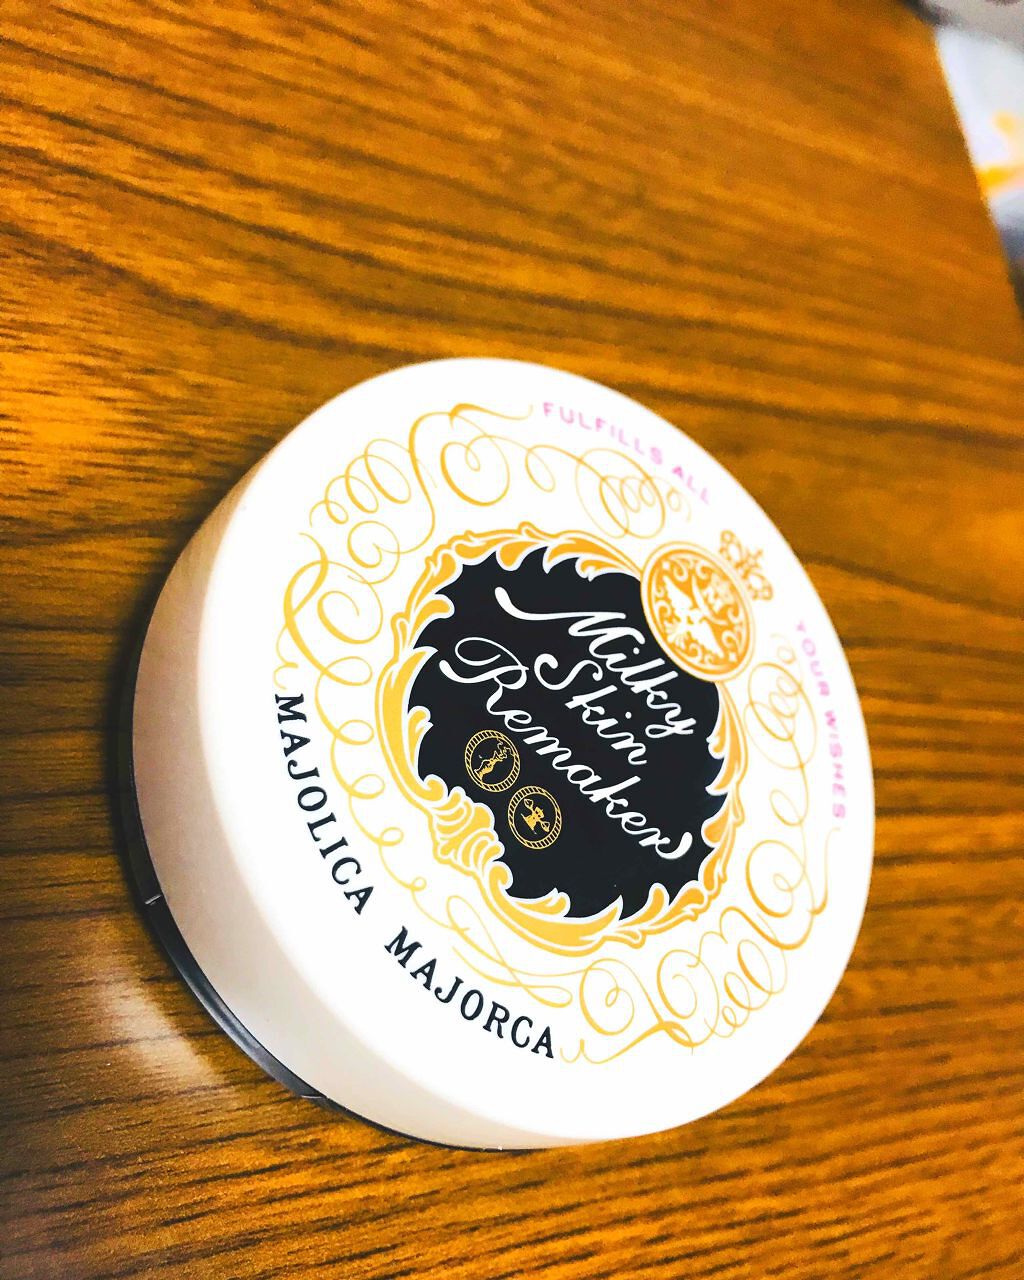 FULFILLS ALL
YOUR WISHES
Milky
Skin
Remaker
MAJOLICA MAJORCA